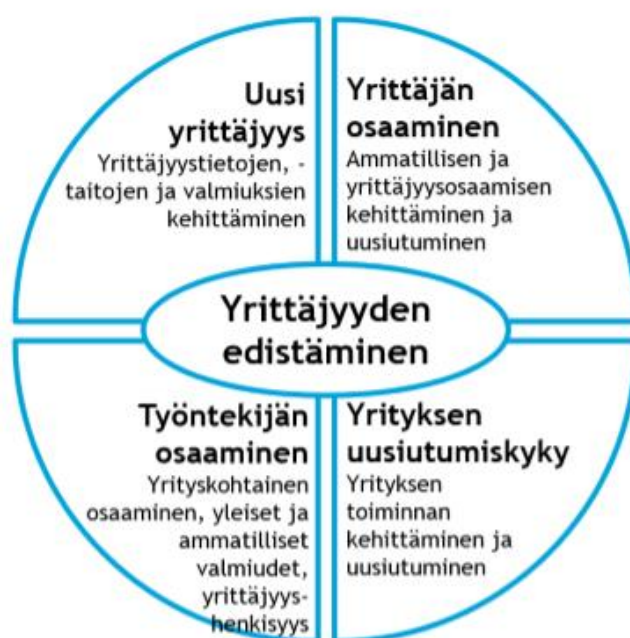 Uusi
yrittäjyys
Yrittäjyystietojen, -
taitojen ja valmiuksien
kehittäminen
Yrittäjän
osaaminen
Ammatillisen ja
yrittäjyysosaamisen
kehittäminen ja
uusiutuminen
Yrittäjyyden
edistäminen
Työntekijän
osaaminen
Yrityskohtainen
osaaminen, yleiset ja
ammatilliset
valmiudet,
yrittäjyys-
henkisyys
Yrityksen
uusiutumiskyky
Yrityksen
toiminnan
kehittäminen ja
uusiutuminen